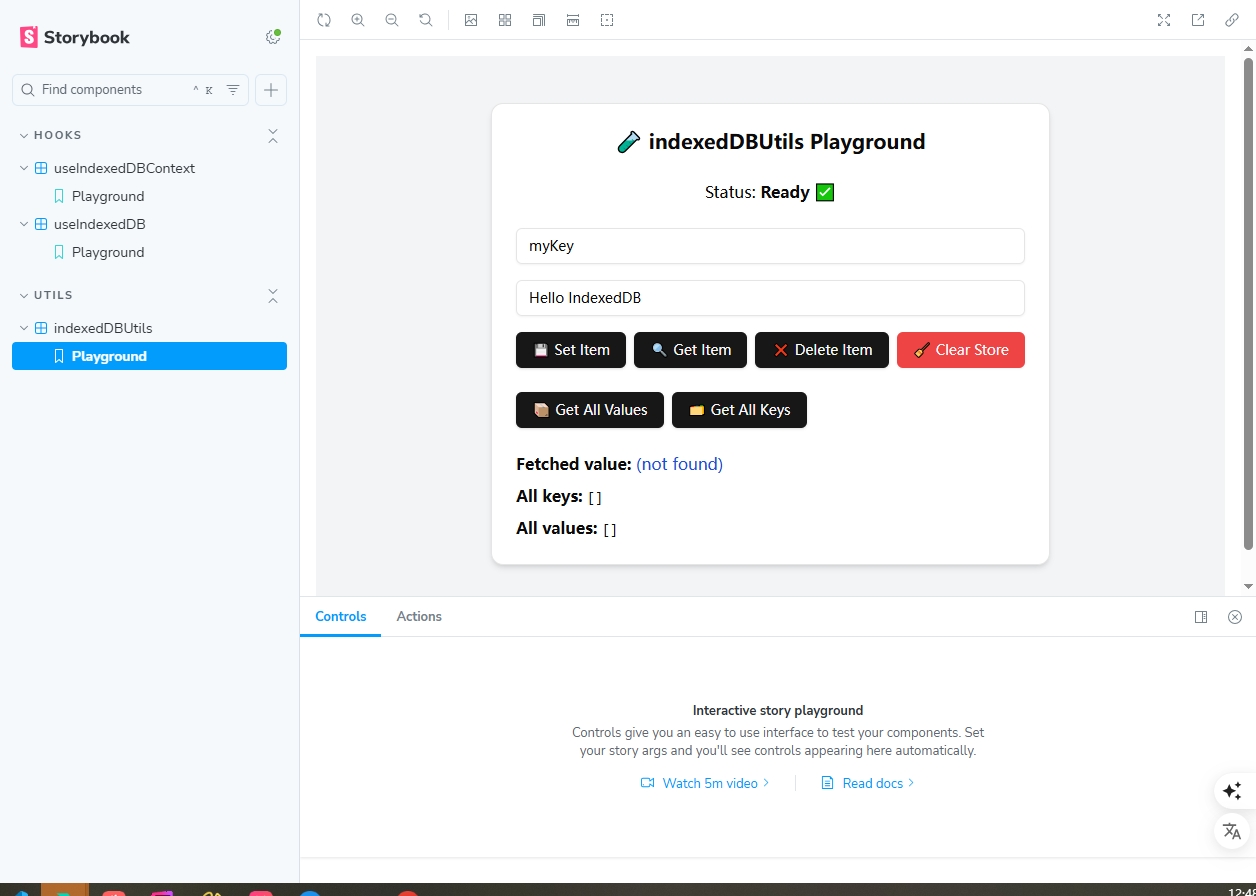 Storybook
Find components
^ K
HOOKS
useIndexedDBContext
Playground
useIndexedDB
Playground
UTILS
indexedDBUtils
Playground
indexedDBUtils Playground
Status: Ready
myKey
Hello IndexedDB
Set Item Get Item Delete Item Clear Store
Get All Values Get All Keys
Fetched value: (not found)
All keys: []
All values: []
Controls Actions
Interactive story playground
Controls give you an easy to use interface to test your components. Set
your story args and you'll see controls appearing here automatically.
Watch 5m video Read docs